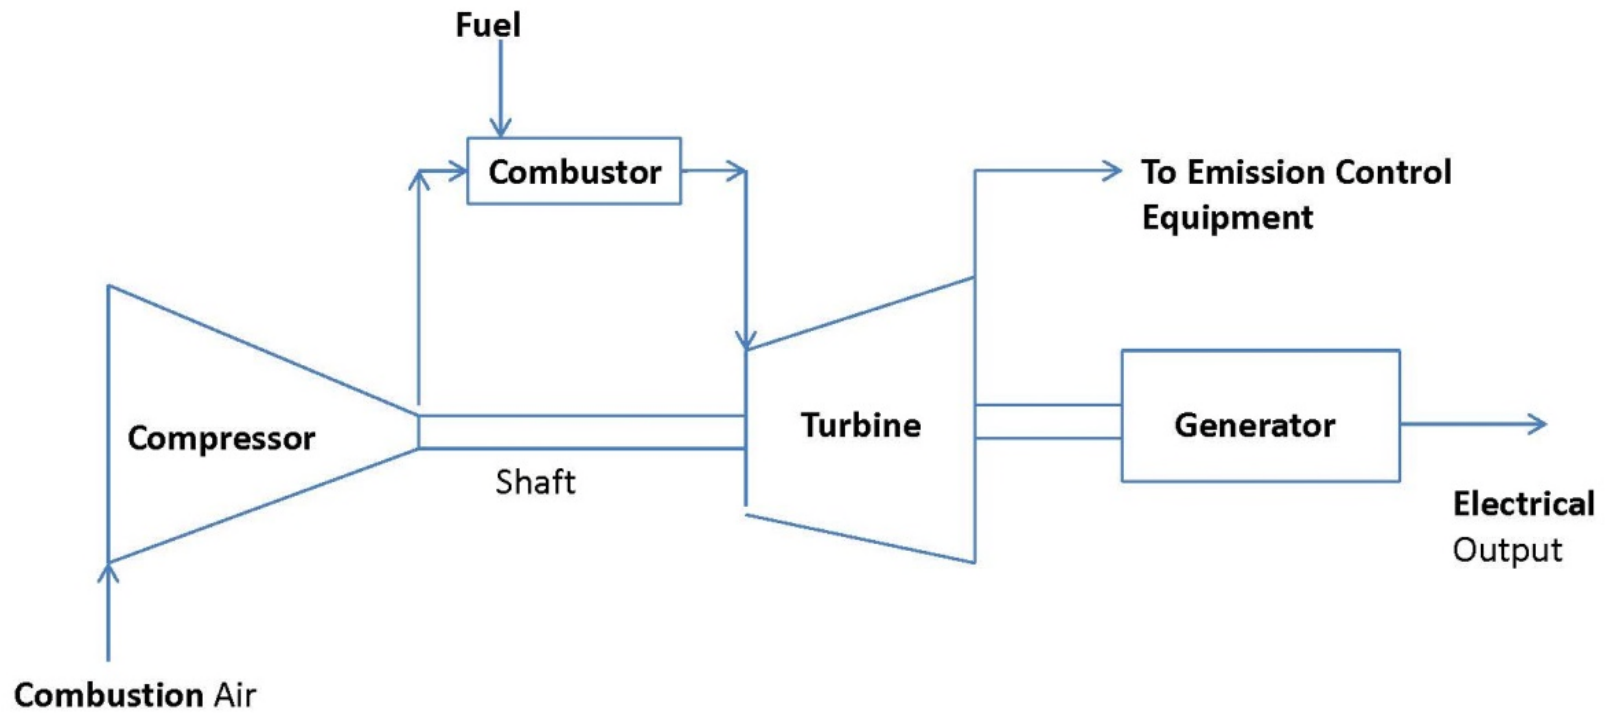 Fuel
Combustor
To Emission Control
Equipment
Compressor
Shaft
Turbine
Generator
Electrical
Output
Combustion Air